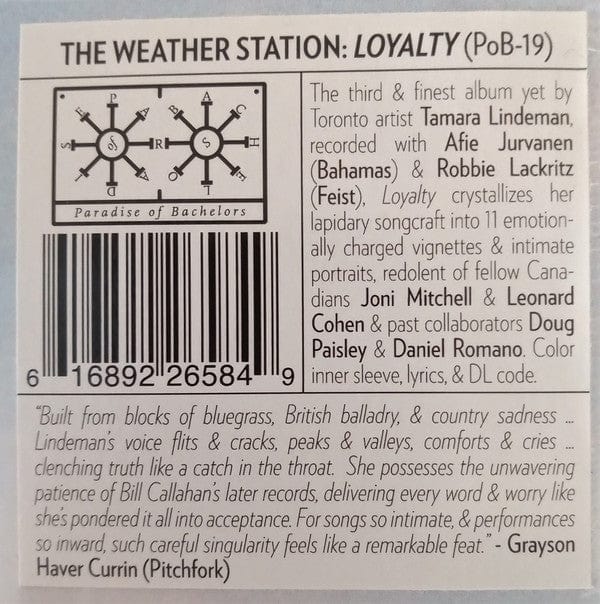 THE WEATHER STATION: LOYALTY (PoB-19)
PARADISE
OF
BACHELORS
Paradise of Bachelors
6 16892 26584 9
The third & finest album yet by
Toronto artist Tamara Lindeman,
recorded with Afie Jurvanen
(Bahamas) & Robbie Lackritz
(Feist), Loyalty crystallizes her
lapidary songcraft into 11 emotion-
ally charged vignettes & intimate
portraits, redolent of fellow Cana-
dians Joni Mitchell & Leonard
Cohen & past collaborators Doug
Paisley & Daniel Romano. Color
inner sleeve, lyrics, & DL code.
"Built from blocks of bluegrass, British balladry, & country sadness ...
Lindeman's voice flits & cracks, peaks & valleys, comforts & cries ...
clenching truth like a catch in the throat. She possesses the unwavering
patience of Bill Callahan's later records, delivering every word & worry like
she's pondered it all into acceptance. For songs so intimate, & performances
so inward, such careful singularity feels like a remarkable feat." - Grayson
Haver Currin (Pitchfork)